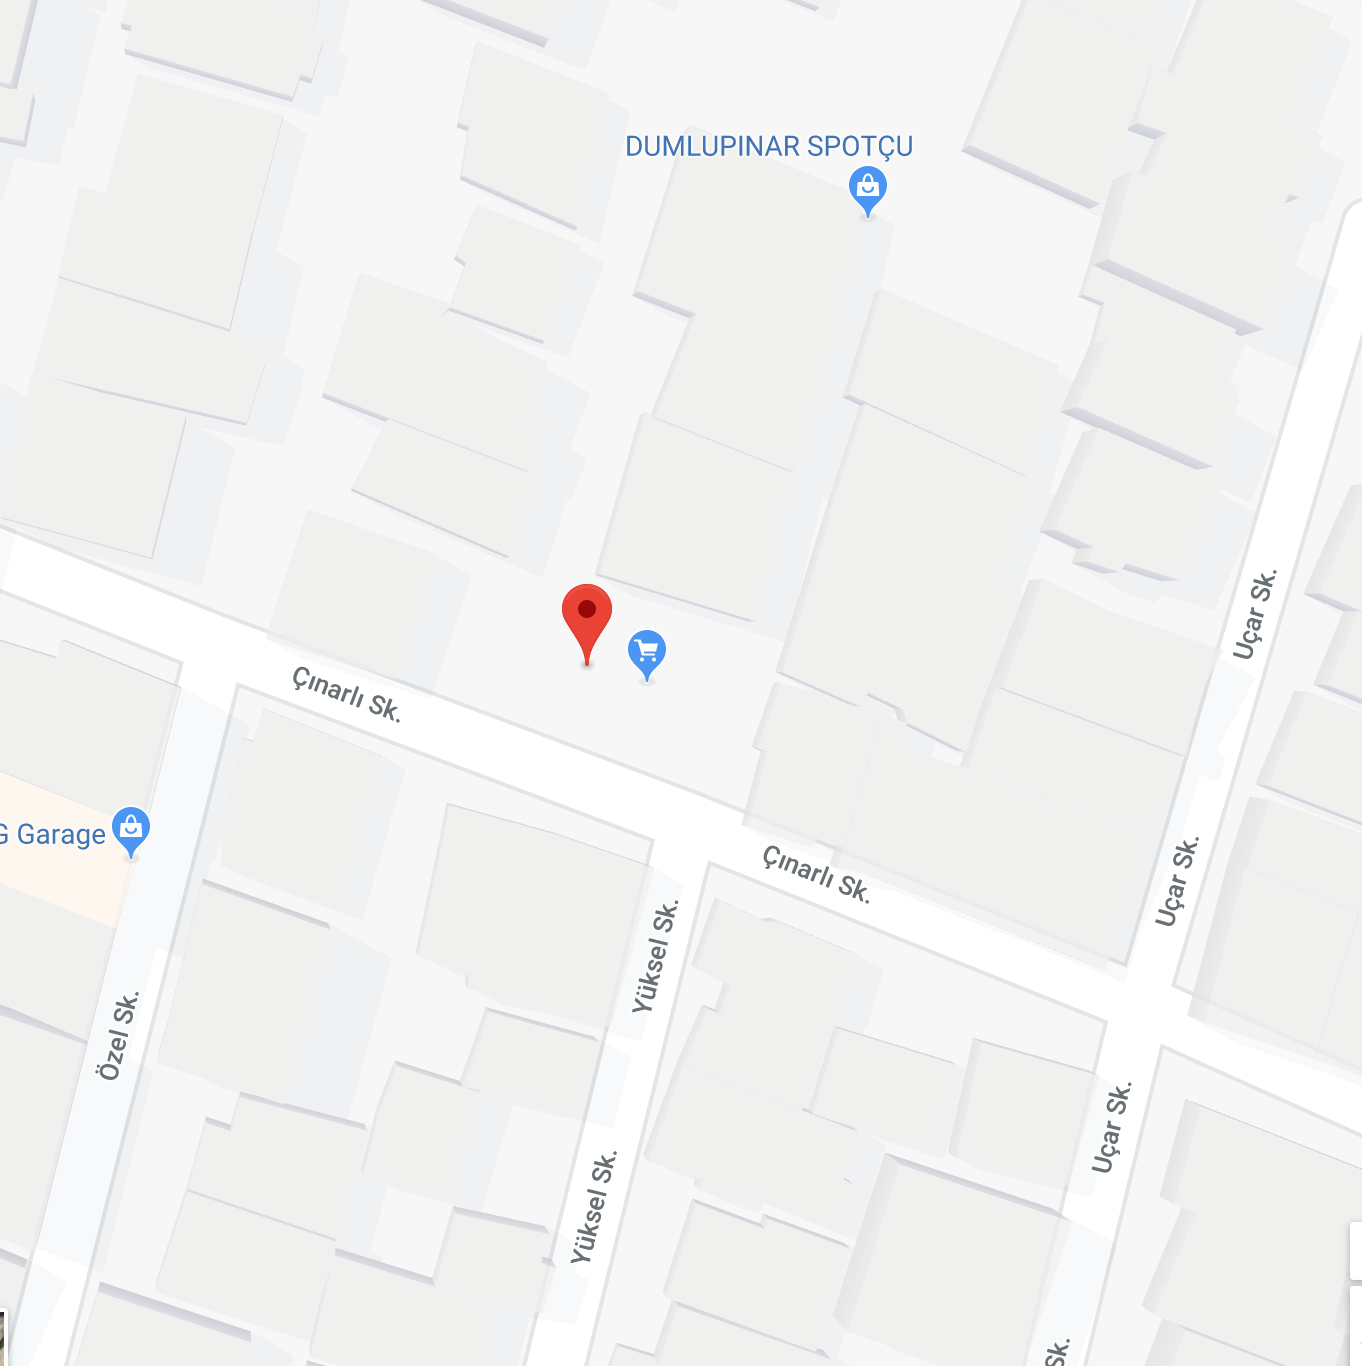 DUMLUPINAR SPOTÇU
Uçar Sk.
Çınarlı Sk.
G Garage
Çınarlı Sk.
Uçar Sk.
Yüksel Sk.
Özel Sk.
Uçar Sk.
Yüksel Sk.
Sk.